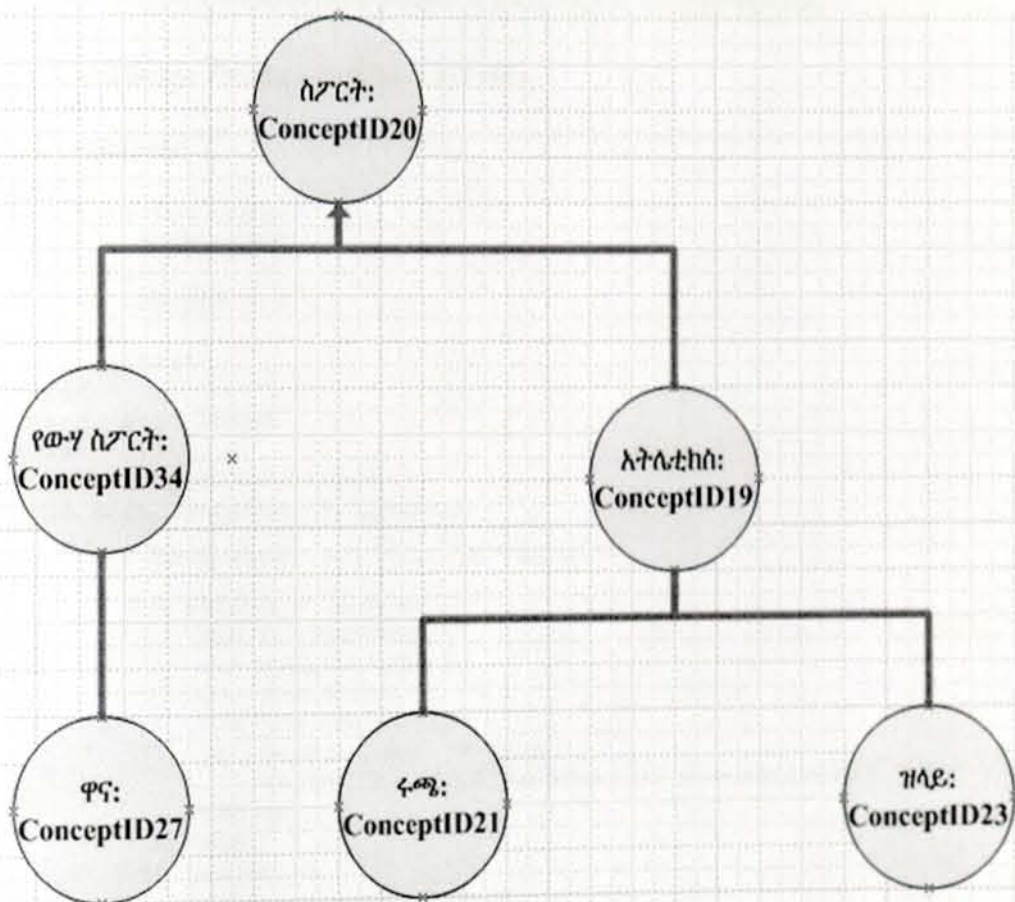 ስፖርት:
ConceptID20
የውሃ ስፖርት:
ConceptID34
አትሌቲክስ:
ConceptID19
ዋና:
ConceptID27
ሩጫ:
ConceptID21
ዝላይ:
ConceptID23